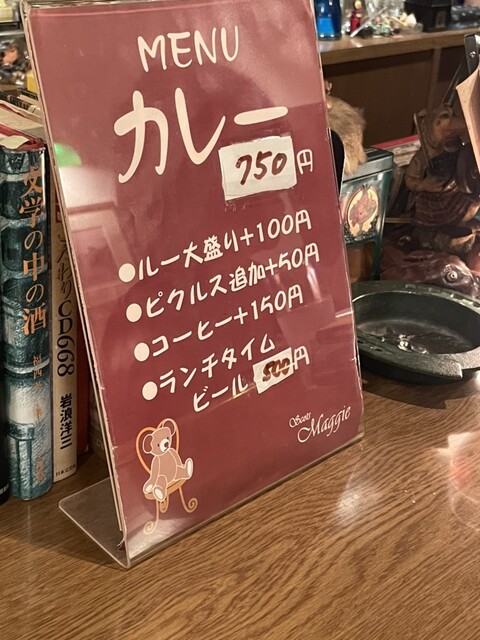 MENU
カレー
750円
●ルー大盛り+100円
●ピクルス追加+50円
●コーヒー+150円
●ランチタイム
ビール 500円
Scots
Maggie
文学の中の酒
CD668
岩浪洋三